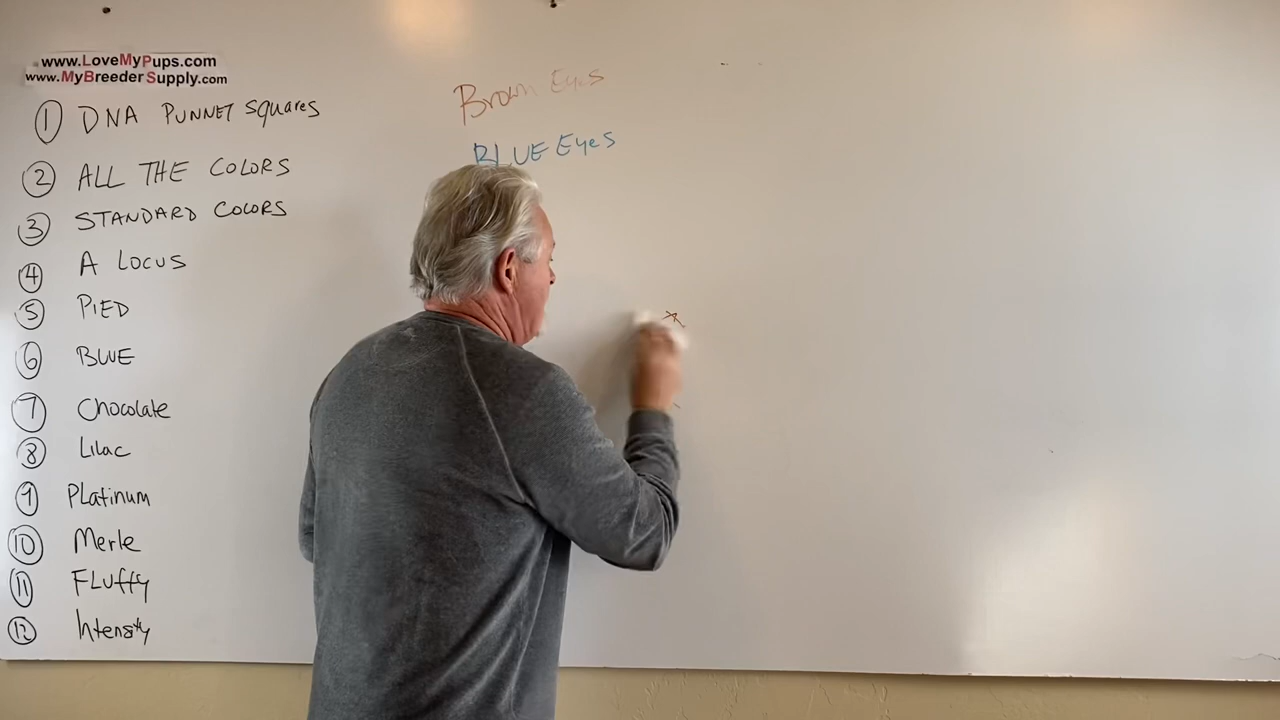 www.LoveMyPups.com
www.MyBreederSupply.com
1 DNA PUNNET Squares
2 ALL THE COLORS
3 STANDARD COLORS
4 A LOCUS
5 PIED
6 BLUE
7 Chocolate
8 Lilac
9 Platinum
10 Merle
11 FLuffy
12 Intensity
Brown Eyes
BLUE Eyes